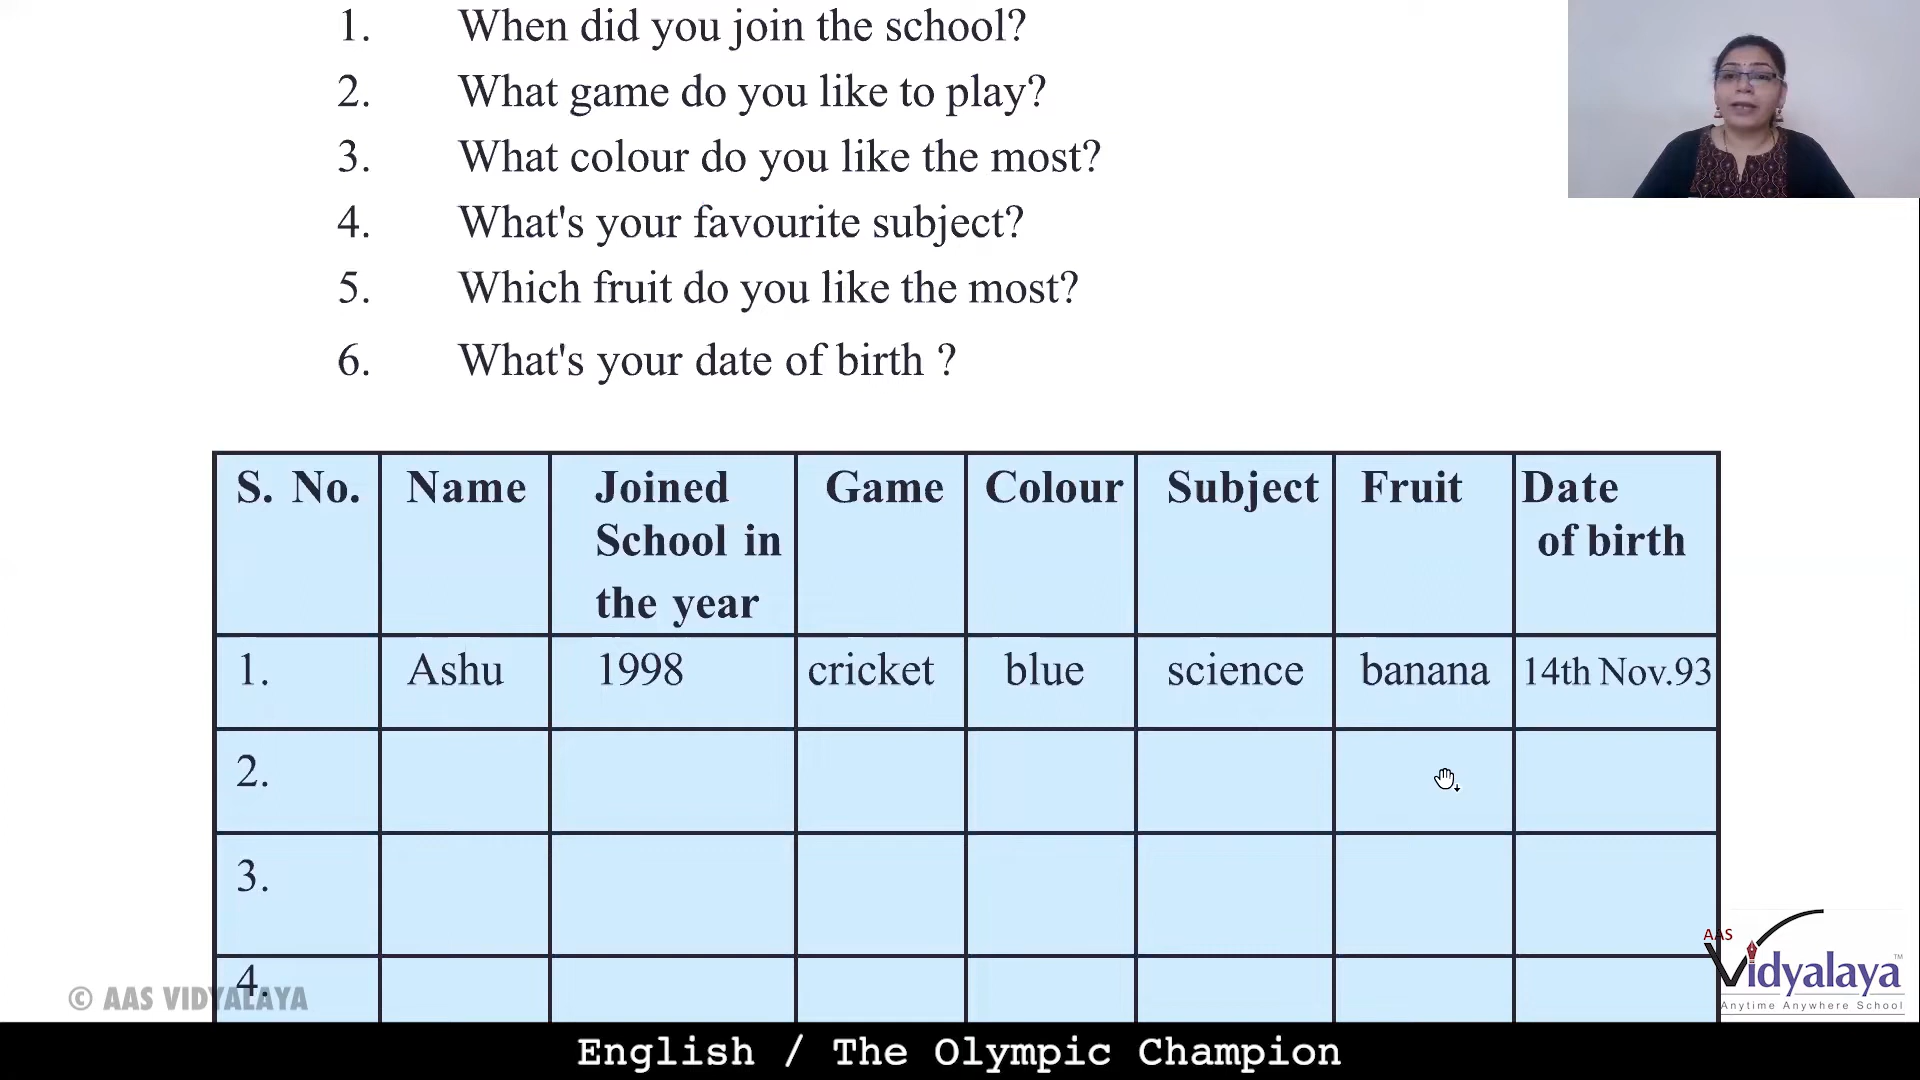 1. When did you join the school?
2. What game do you like to play?
3. What colour do you like the most?
4. What's your favourite subject?
5. Which fruit do you like the most?
6. What's your date of birth ?
S. No. Name Joined School in the year Game Colour Subject Fruit Date of birth
1. Ashu 1998 cricket blue science banana 14th Nov.93
2.
3.
4.
© AAS VIDYALAYA
AAS
Vidyalaya TM
Anytime Anywhere School
English / The Olympic Champion